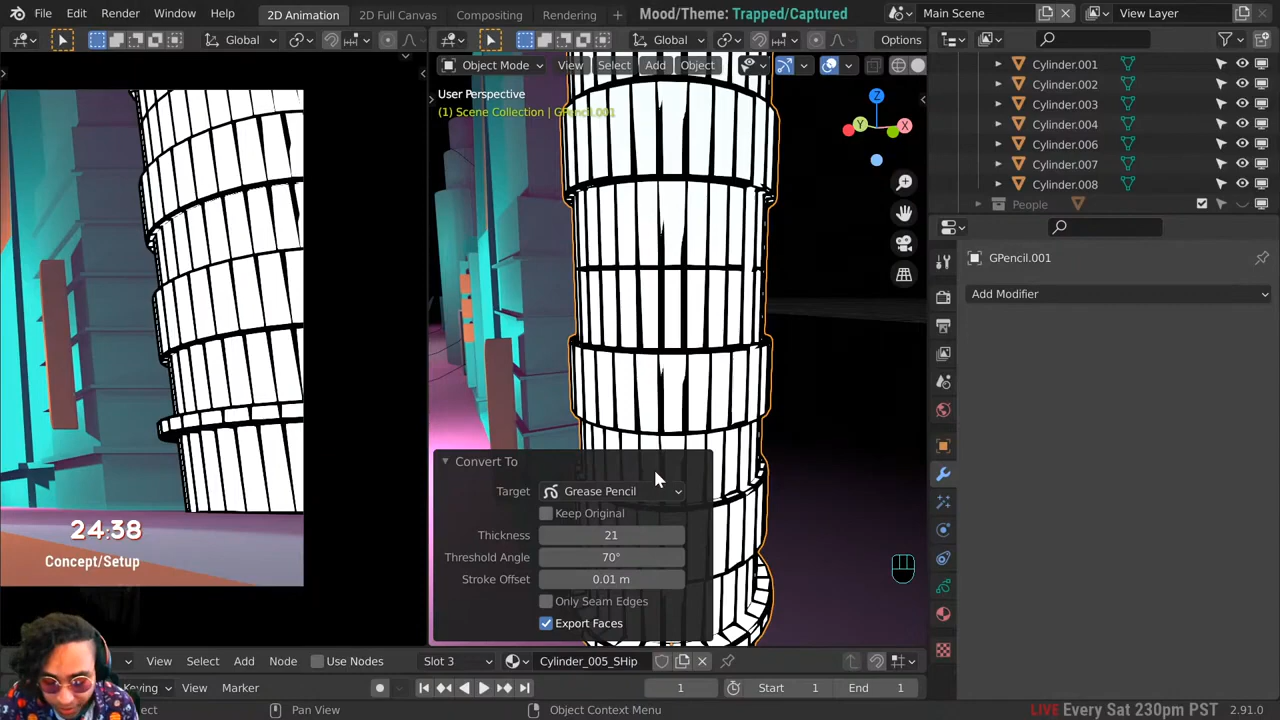 File Edit Render Window Help 2D Animation 2D Full Canvas Compositing Rendering + Mood/Theme: Trapped/Captured Main Scene View Layer
Global Global Options
Object Mode View Select Add Object
User Perspective
(1) Scene Collection | GPencil.001
Z
Y
X
Cylinder.001
Cylinder.002
Cylinder.003
Cylinder.004
Cylinder.006
Cylinder.007
Cylinder.008
People
GPencil.001
Add Modifier
Convert To
Target Grease Pencil
Keep Original
Thickness 21
Threshold Angle 70°
Stroke Offset 0.01 m
Only Seam Edges
Export Faces
24:38
Concept/Setup
View Select Add Node Use Nodes Slot 3 Cylinder_005_SHip
Keying View Marker 1 Start 1 End 1
Pan View Object Context Menu LIVE Every Sat 230pm PST 2.91.0